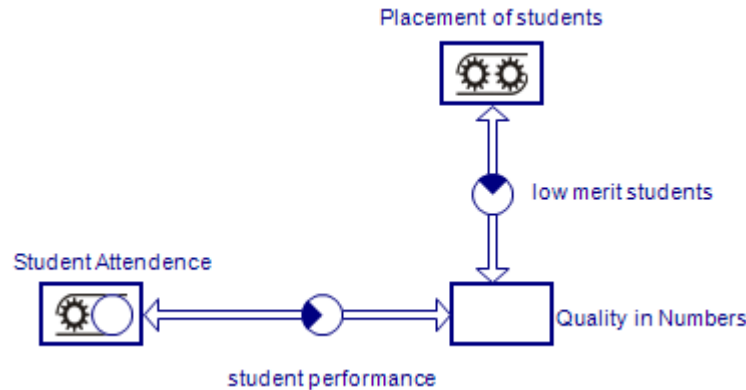 Placement of students
low merit students
Student Attendence
Quality in Numbers
student performance